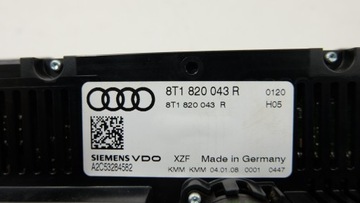 8T1 820 043 R 0120
8T1 820 043 R H05
SIEMENS VDO XZF Made in Germany
A2C53284582 KMM KMM 04.01.08 0001 0447